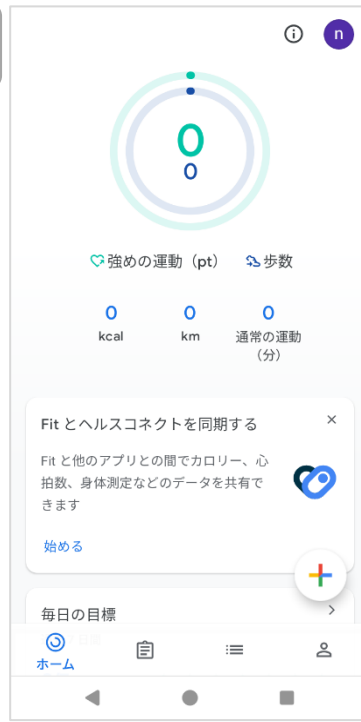 n
0
0
強めの運動（pt） 歩数
0 0 0
kcal km 通常の運動
（分）
Fit とヘルスコネクトを同期する
Fit と他のアプリとの間でカロリー、心
拍数、身体測定などのデータを共有で
きます
始める
毎日の目標
ホーム